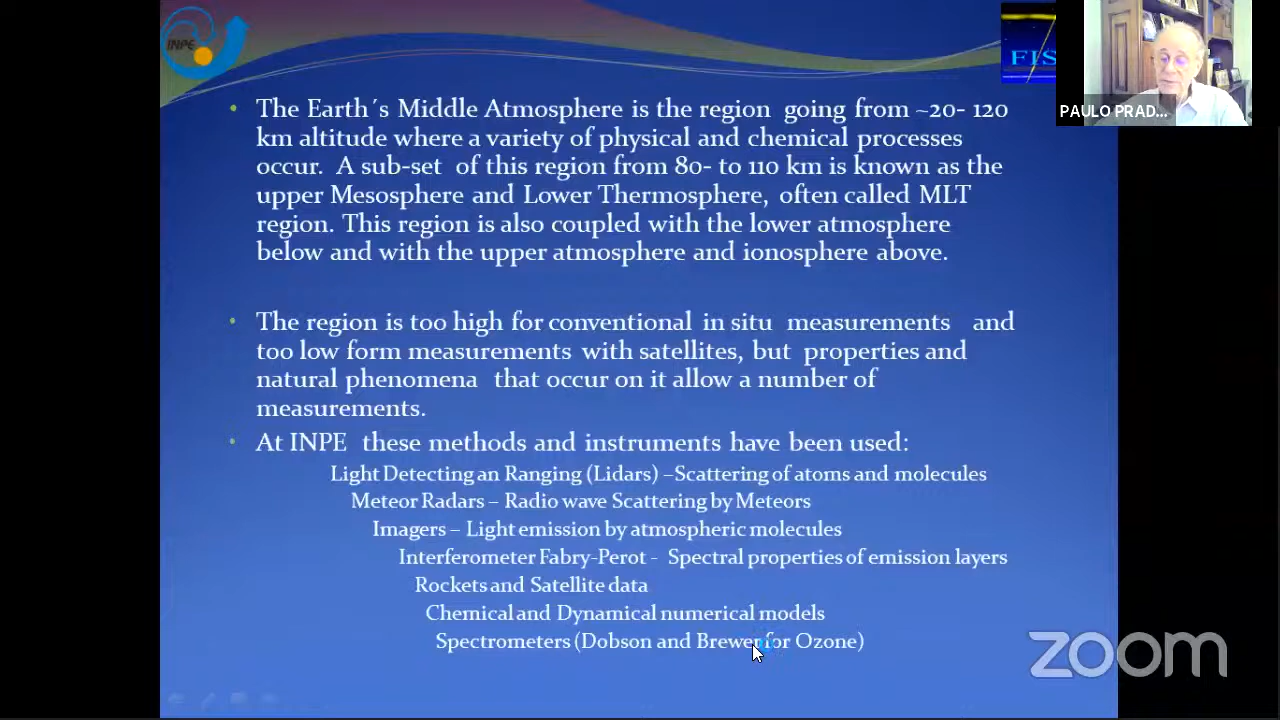 INPE
FIS
PAULO PRAD...
• The Earth´s Middle Atmosphere is the region going from ~20- 120
km altitude where a variety of physical and chemical processes
occur. A sub-set of this region from 80- to 110 km is known as the
upper Mesosphere and Lower Thermosphere, often called MLT
region. This region is also coupled with the lower atmosphere
below and with the upper atmosphere and ionosphere above.
• The region is too high for conventional in situ measurements and
too low form measurements with satellites, but properties and
natural phenomena that occur on it allow a number of
measurements.
• At INPE these methods and instruments have been used:
Light Detecting an Ranging (Lidars) –Scattering of atoms and molecules
Meteor Radars – Radio wave Scattering by Meteors
Imagers – Light emission by atmospheric molecules
Interferometer Fabry-Perot - Spectral properties of emission layers
Rockets and Satellite data
Chemical and Dynamical numerical models
Spectrometers (Dobson and Brewer for Ozone)
zoom